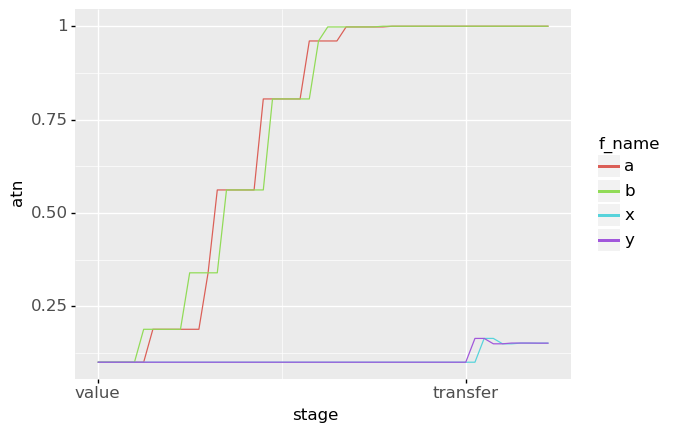 1
0.75
0.50
0.25
atn
value
transfer
stage
f_name
a
b
x
y